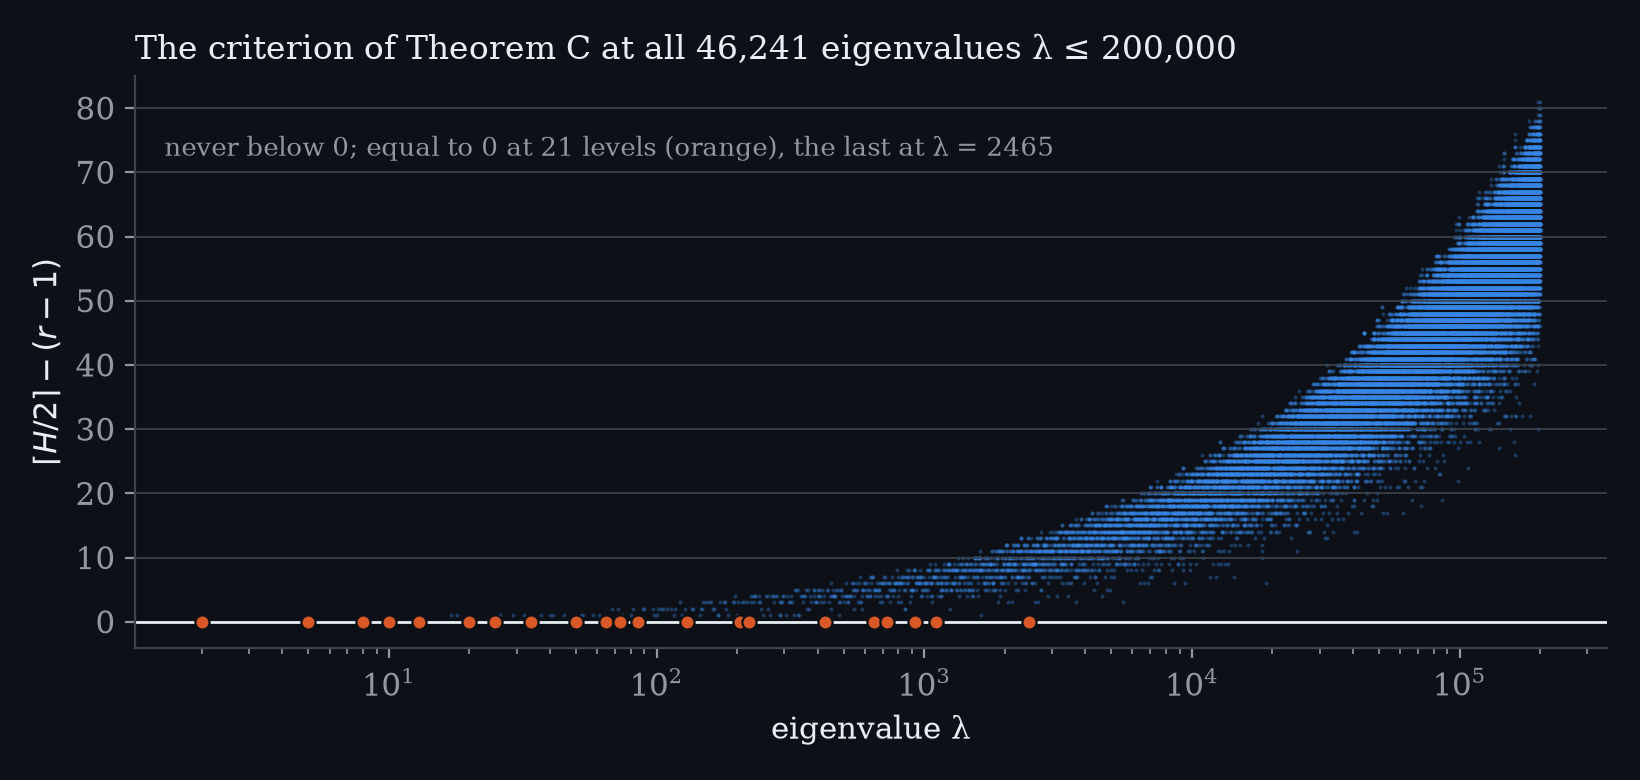 The criterion of Theorem C at all 46,241 eigenvalues λ ≤ 200,000
never below 0; equal to 0 at 21 levels (orange), the last at λ = 2465
80
70
60
50
40
30
20
10
0
⌈H/2⌉ − (r − 1)
10¹ 10² 10³ 10⁴ 10⁵
eigenvalue λ